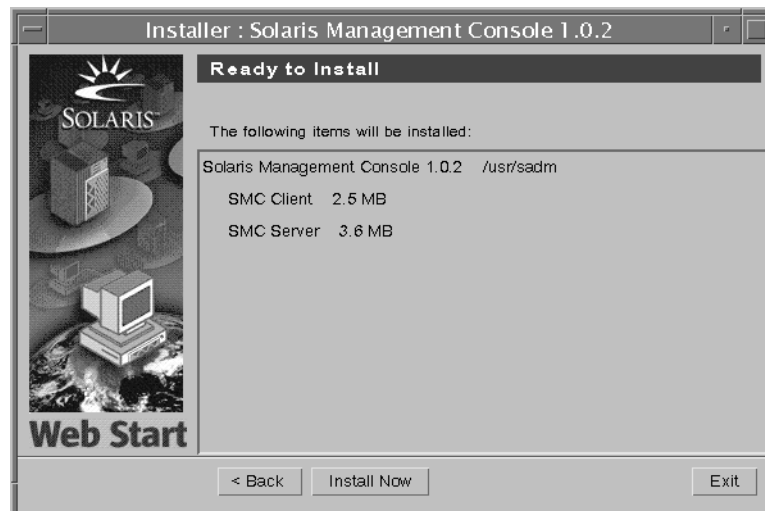 Installer : Solaris Management Console 1.0.2
Ready to Install
SOLARIS™
The following items will be installed:
Solaris Management Console 1.0.2 /usr/sadm
SMC Client 2.5 MB
SMC Server 3.6 MB
Web Start
< Back
Install Now
Exit